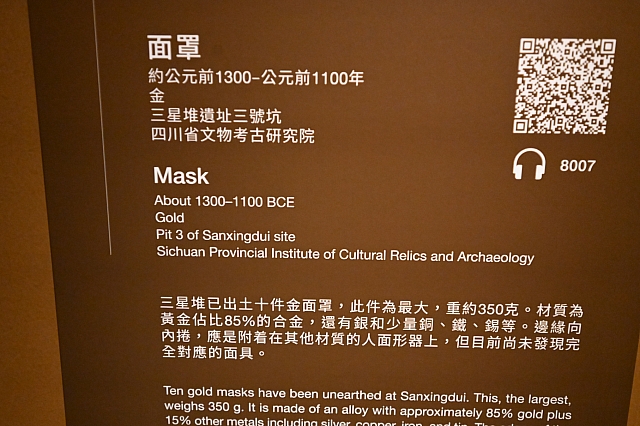 面罩
約公元前1300–公元前1100年
金
三星堆遺址三號坑
四川省文物考古研究院
8007
Mask
About 1300–1100 BCE
Gold
Pit 3 of Sanxingdui site
Sichuan Provincial Institute of Cultural Relics and Archaeology
三星堆已出土十件金面罩，此件為最大，重約350克。材質為
黃金佔比85%的合金，還有銀和少量銅、鐵、錫等。邊緣向
內捲，應是附着在其他材質的人面形器上，但目前尚未發現完
全對應的面具。
Ten gold masks have been unearthed at Sanxingdui. This, the largest,
weighs 350 g. It is made of an alloy with approximately 85% gold plus
15% other metals including silver, copper, iron, and tin. The edges of the